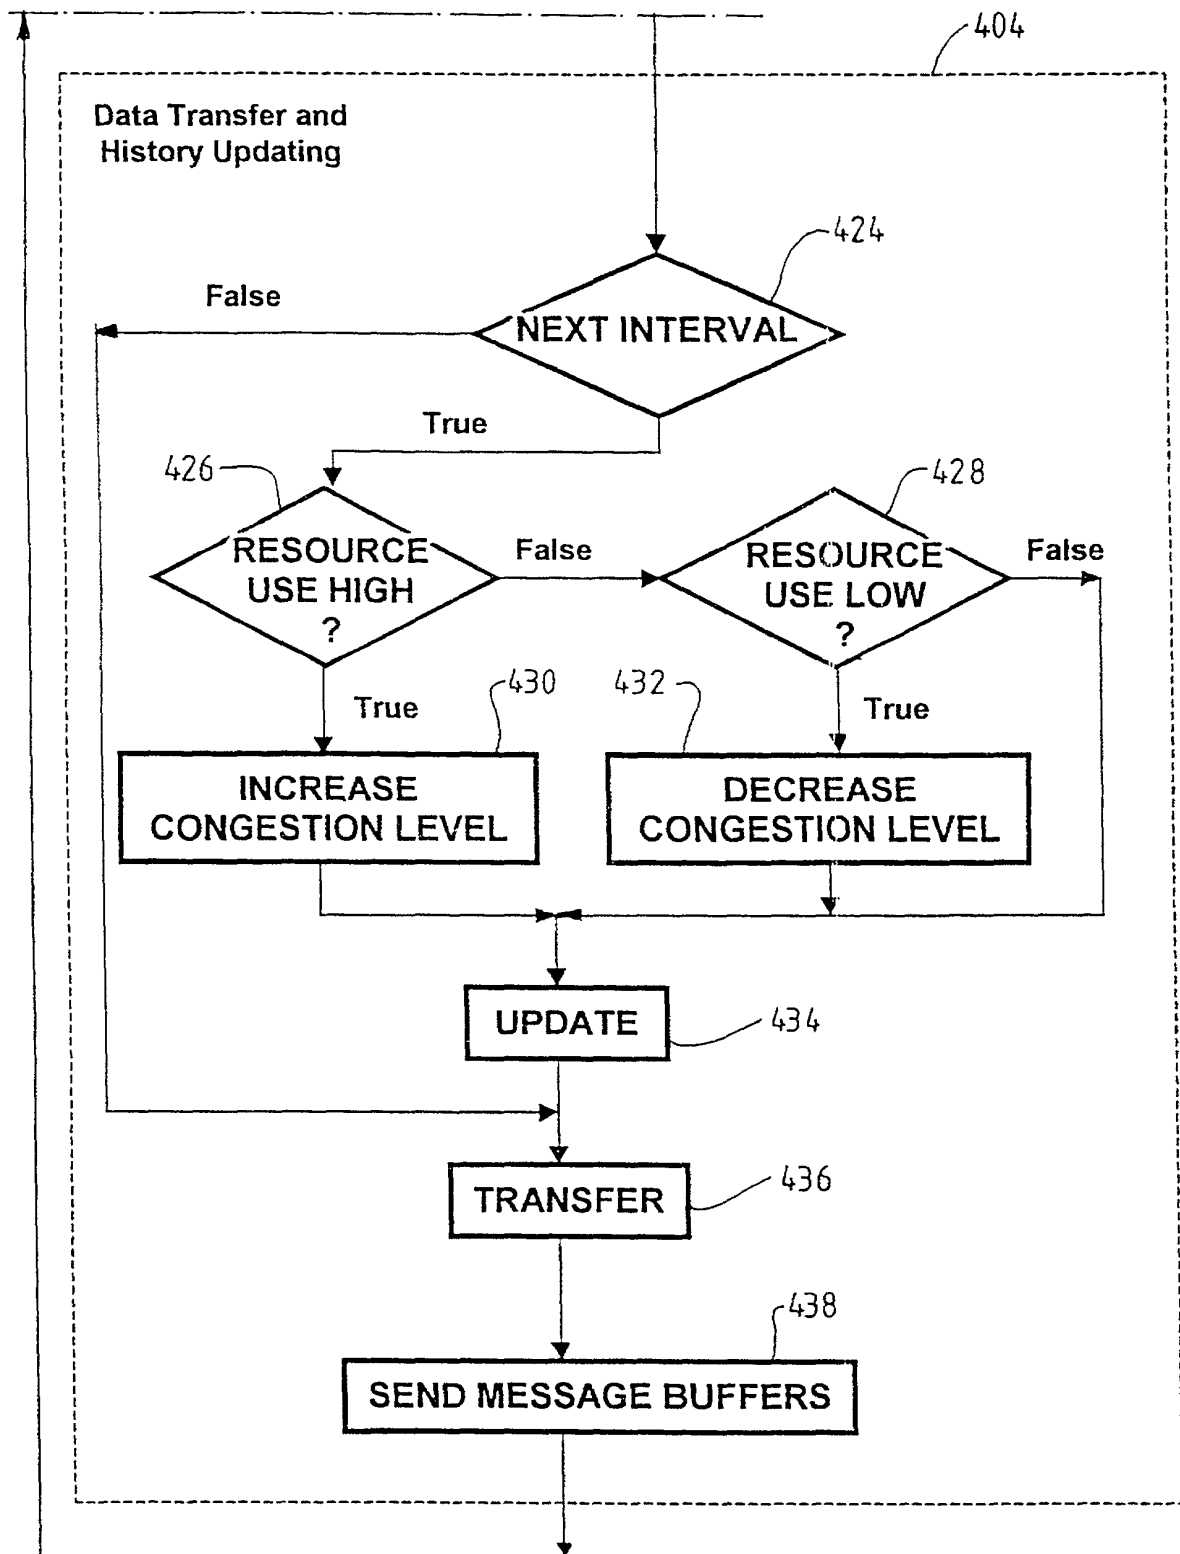 404
Data Transfer and
History Updating
424
False
NEXT INTERVAL
True
426
428
RESOURCE
USE HIGH
?
False
RESOURCE
USE LOW
?
False
430
432
True
True
INCREASE
CONGESTION LEVEL
DECREASE
CONGESTION LEVEL
UPDATE
434
TRANSFER
436
438
SEND MESSAGE BUFFERS